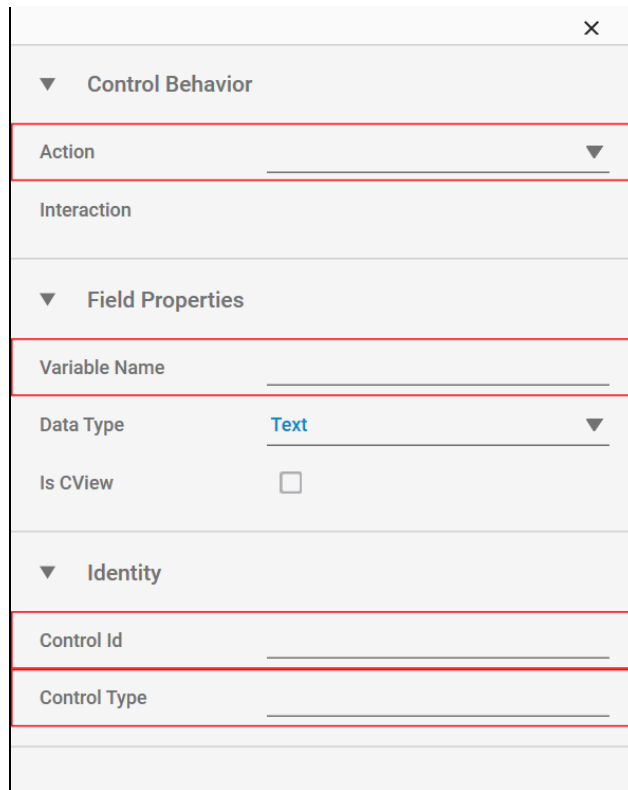 Control Behavior
Action
Interaction
Field Properties
Variable Name
Data Type Text
Is CView
Identity
Control Id
Control Type